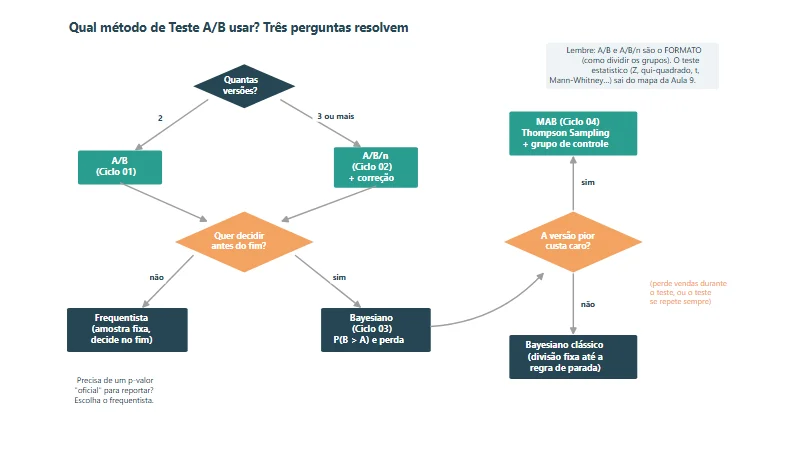 Qual método de Teste A/B usar? Três perguntas resolvem
Lembre: A/B e A/B/n são o FORMATO
(como dividir os grupos). O teste
estatístico (Z, qui-quadrado, t,
Mann-Whitney...) sai do mapa da Aula 9.
Quantas
versões?
2
3 ou mais
A/B
(Ciclo 01)
A/B/n
(Ciclo 02)
+ correção
MAB (Ciclo 04)
Thompson Sampling
+ grupo de controle
sim
Quer decidir
antes do fim?
A versão pior
custa caro?
não
sim
não
(perde vendas durante
o teste, ou o teste
se repete sempre)
Frequentista
(amostra fixa,
decide no fim)
Bayesiano
(Ciclo 03)
P(B > A) e perda
Bayesiano clássico
(divisão fixa até a
regra de parada)
Precisa de um p-valor
"oficial" para reportar?
Escolha o frequentista.